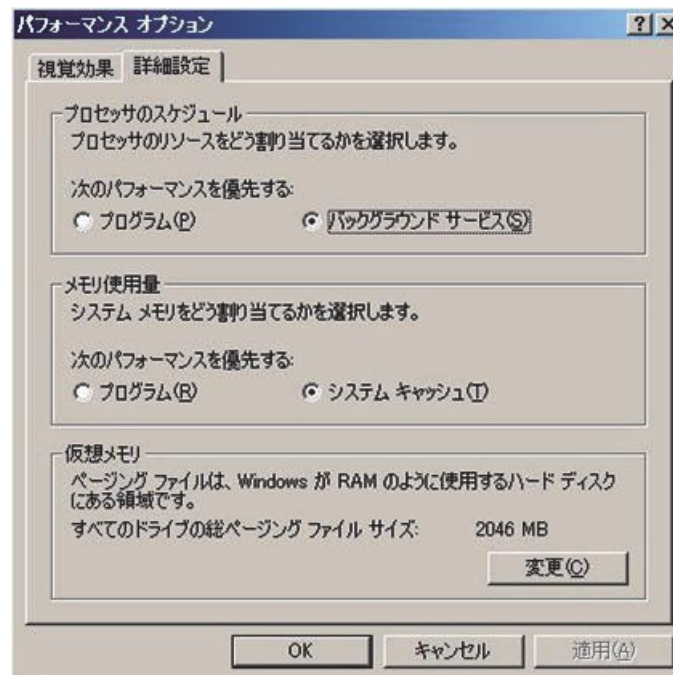 パフォーマンス オプション
視覚効果 詳細設定
プロセッサのスケジュール
プロセッサのリソースをどう割り当てるかを選択します。
次のパフォーマンスを優先する:
プログラム(P) バックグラウンド サービス(S)
メモリ使用量
システム メモリをどう割り当てるかを選択します。
次のパフォーマンスを優先する:
プログラム(R) システム キャッシュ(T)
仮想メモリ
ページング ファイルは、Windows が RAM のように使用するハード ディスク
にある領域です。
すべてのドライブの総ページング ファイル サイズ: 2046 MB
変更(C)
OK キャンセル 適用(A)